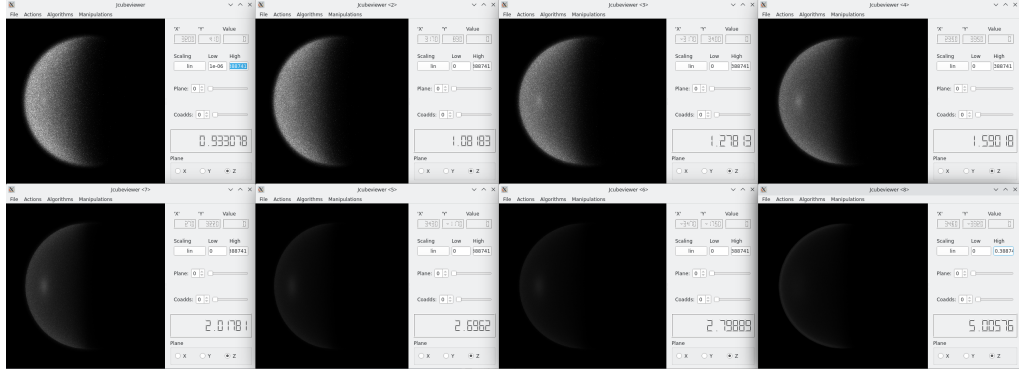 Jcubeviewer
File Actions Algorithms Manipulations
'X' 'Y' Value
Scaling Low High
lin 1e-06 388741
Plane: 0
Coadds: 0
0.933078
Plane
X Y Z
Jcubeviewer <2>
File Actions Algorithms Manipulations
'X' 'Y' Value
Scaling Low High
lin 0 388741
Plane: 0
Coadds: 0
1.08183
Plane
X Y Z
Jcubeviewer <3>
File Actions Algorithms Manipulations
'X' 'Y' Value
Scaling Low High
lin 0 388741
Plane: 0
Coadds: 0
1.27813
Plane
X Y Z
Jcubeviewer <4>
File Actions Algorithms Manipulations
'X' 'Y' Value
Scaling Low High
lin 0 388741
Plane: 0
Coadds: 0
1.59018
Plane
X Y Z
Jcubeviewer <7>
File Actions Algorithms Manipulations
'X' 'Y' Value
Scaling Low High
lin 0 388741
Plane: 0
Coadds: 0
2.01781
Plane
X Y Z
Jcubeviewer <5>
File Actions Algorithms Manipulations
'X' 'Y' Value
Scaling Low High
lin 0 388741
Plane: 0
Coadds: 0
2.6962
Plane
X Y Z
Jcubeviewer <6>
File Actions Algorithms Manipulations
'X' 'Y' Value
Scaling Low High
lin 0 388741
Plane: 0
Coadds: 0
2.79889
Plane
X Y Z
Jcubeviewer <8>
File Actions Algorithms Manipulations
'X' 'Y' Value
Scaling Low High
lin 0 0.38874
Plane: 0
Coadds: 0
5.00576
Plane
X Y Z